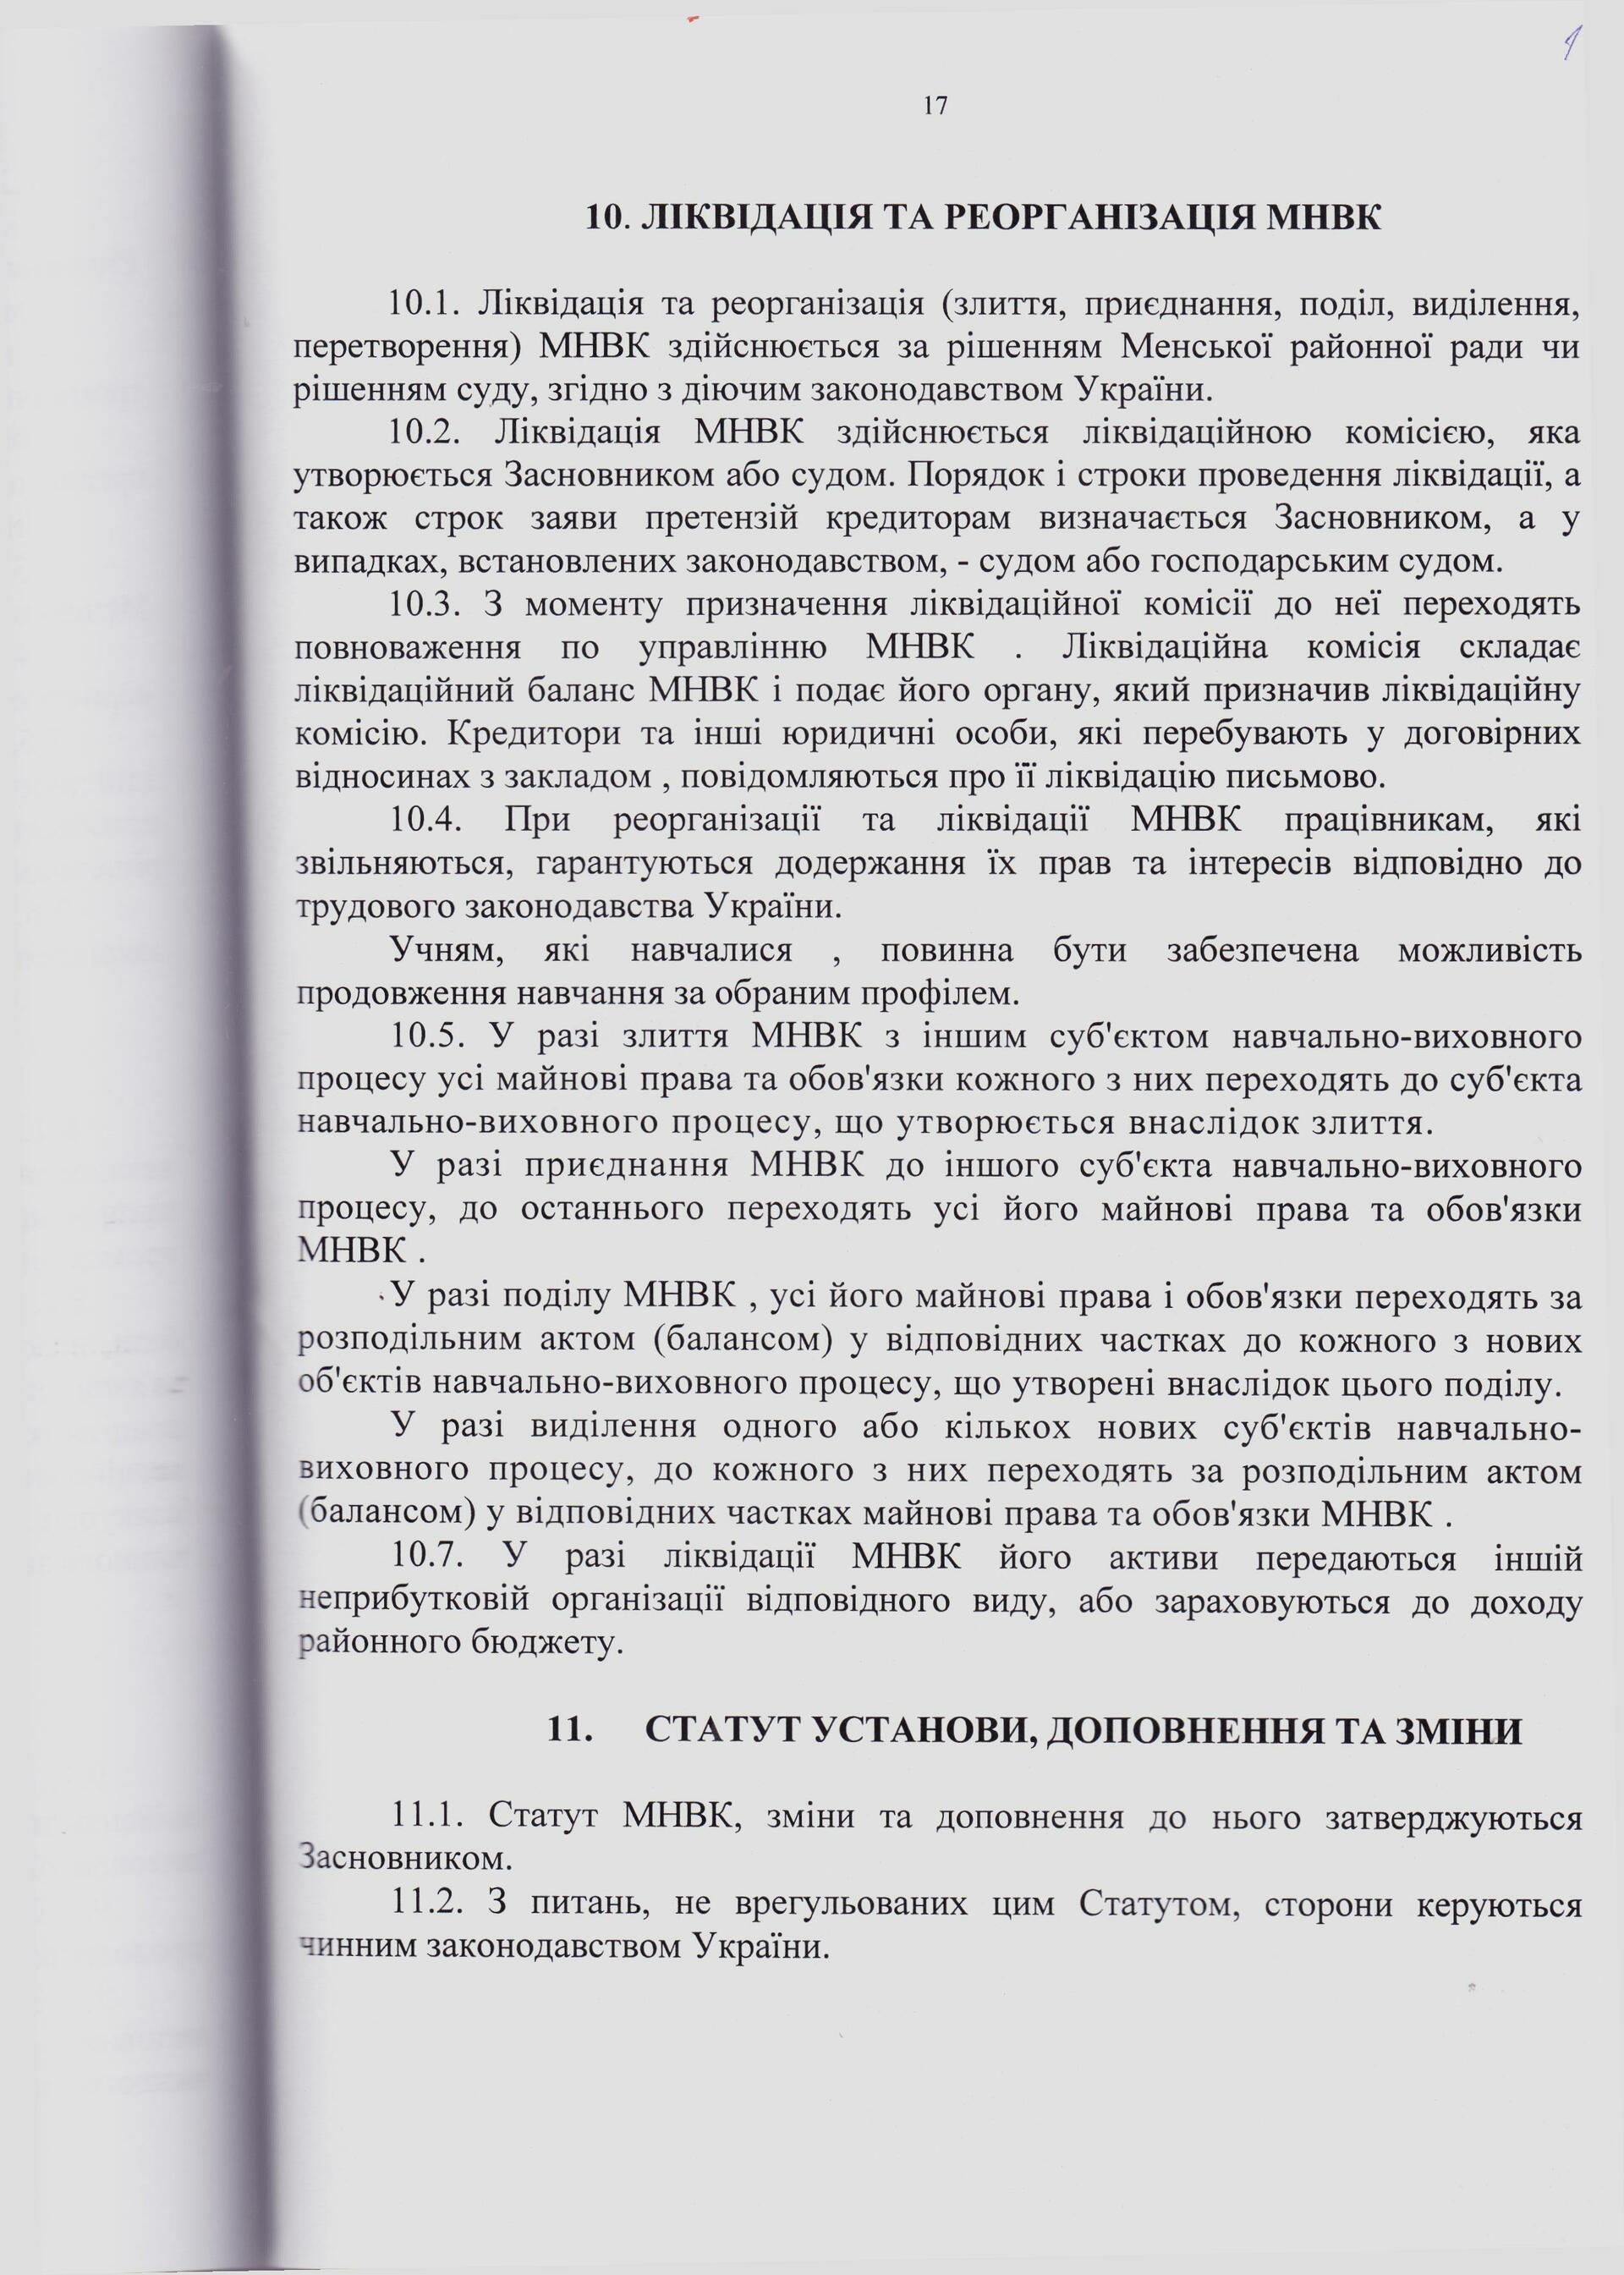 17
10. ЛІКВІДАЦІЯ ТА РЕОРГАНІЗАЦІЯ МНВК
10.1. Ліквідація та реорганізація (злиття, приєднання, поділ, виділення,
перетворення) МНВК здійснюється за рішенням Менської районної ради чи
рішенням суду, згідно з діючим законодавством України.
10.2. Ліквідація МНВК здійснюється ліквідаційною комісією, яка
утворюється Засновником або судом. Порядок і строки проведення ліквідації, а
також строк заяви претензій кредиторам визначається Засновником, а у
випадках, встановлених законодавством, - судом або господарським судом.
10.3. З моменту призначення ліквідаційної комісії до неї переходять
повноваження по управлінню МНВК . Ліквідаційна комісія складає
ліквідаційний баланс МНВК і подає його органу, який призначив ліквідаційну
комісію. Кредитори та інші юридичні особи, які перебувають у договірних
відносинах з закладом , повідомляються про її ліквідацію письмово.
10.4. При реорганізації та ліквідації МНВК працівникам, які
звільняються, гарантуються додержання їх прав та інтересів відповідно до
трудового законодавства України.
Учням, які навчалися , повинна бути забезпечена можливість
продовження навчання за обраним профілем.
10.5. У разі злиття МНВК з іншим суб'єктом навчально-виховного
процесу усі майнові права та обов'язки кожного з них переходять до суб'єкта
навчально-виховного процесу, що утворюється внаслідок злиття.
У разі приєднання МНВК до іншого суб'єкта навчально-виховного
процесу, до останнього переходять усі його майнові права та обов'язки
МНВК .
У разі поділу МНВК , усі його майнові права і обов'язки переходять за
розподільним актом (балансом) у відповідних частках до кожного з нових
об'єктів навчально-виховного процесу, що утворені внаслідок цього поділу.
У разі виділення одного або кількох нових суб'єктів навчально-
виховного процесу, до кожного з них переходять за розподільним актом
(балансом) у відповідних частках майнові права та обов'язки МНВК .
10.7. У разі ліквідації МНВК його активи передаються іншій
неприбутковій організації відповідного виду, або зараховуються до доходу
районного бюджету.
11. СТАТУТ УСТАНОВИ, ДОПОВНЕННЯ ТА ЗМІНИ
11.1. Статут МНВК, зміни та доповнення до нього затверджуються
Засновником.
11.2. З питань, не врегульованих цим Статутом, сторони керуються
чинним законодавством України.